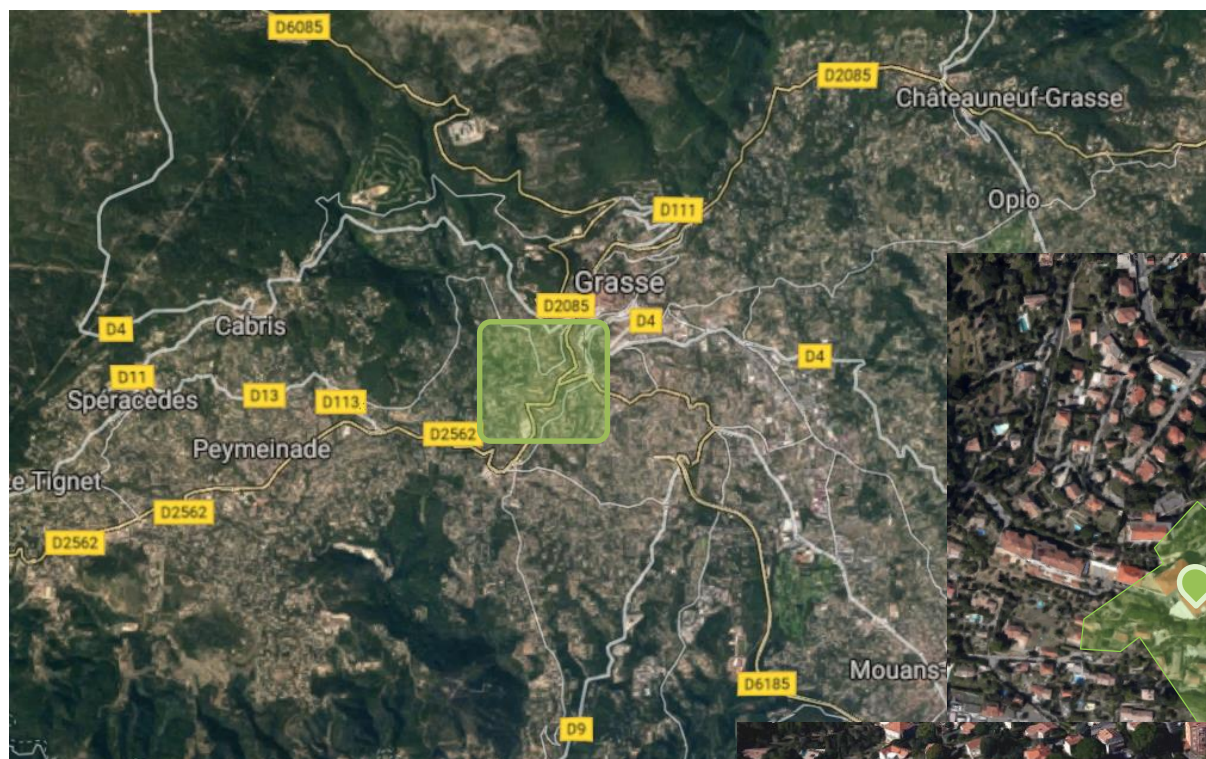 D6085
D2085
Châteauneuf-Grasse
Opio
D111
Grasse
D2085
D4
Cabris
D4
D4
D11
D13
D113
Spéracèdes
D2562
Peymeinade
Le Tignet
D2562
D2562
Mouans-
D6185
D9